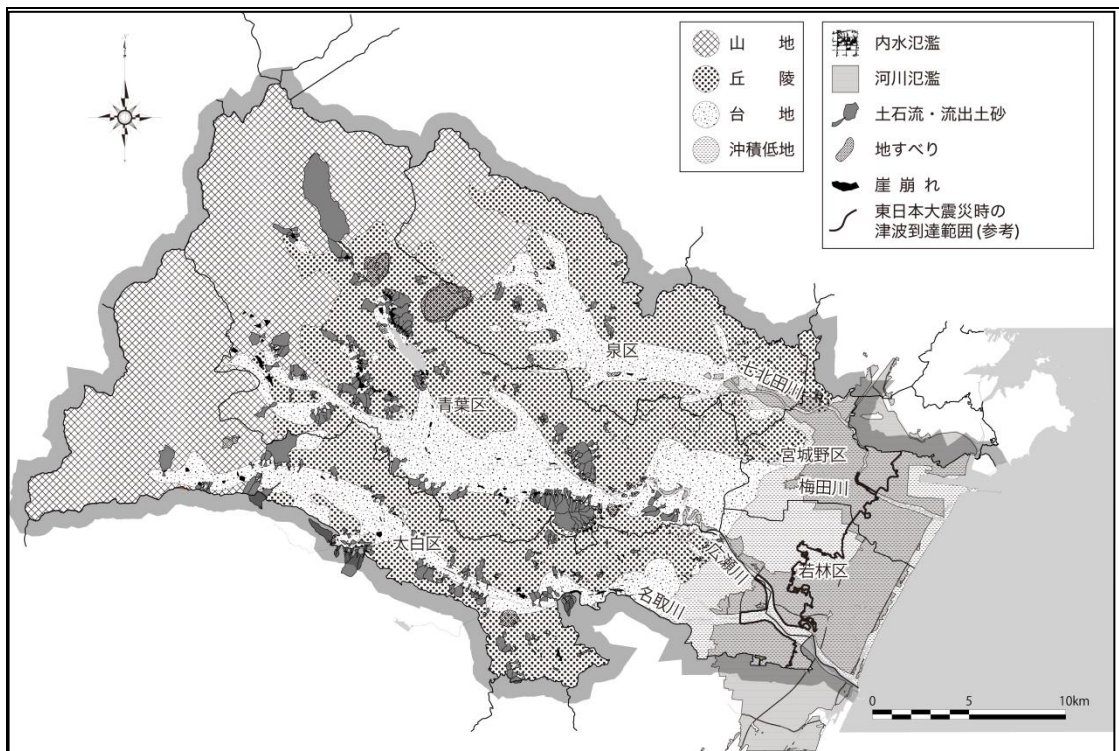 山 地
丘 陵
台 地
沖積低地
内水氾濫
河川氾濫
土石流・流出土砂
地すべり
崖 崩 れ
東日本大震災時の
津波到達範囲(参考)
泉区
七北田川
青葉区
宮城野区
梅田川
太白区
広瀬川
若林区
名取川
0 5 10km